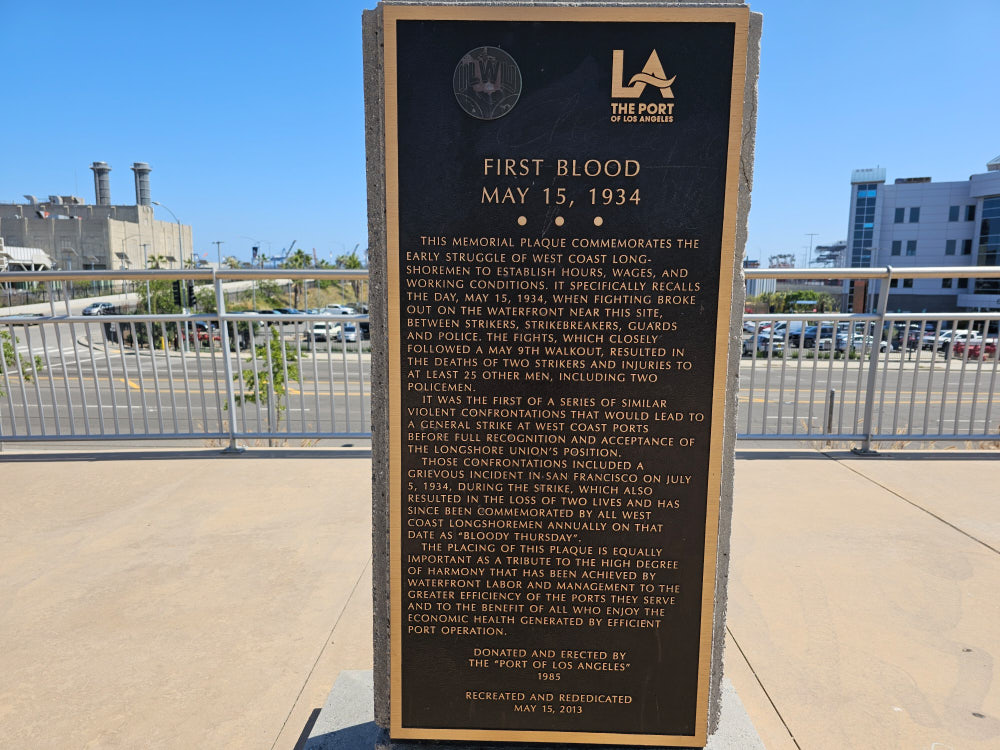 W
LA
THE PORT
OF LOS ANGELES
FIRST BLOOD
MAY 15, 1934
THIS MEMORIAL PLAQUE COMMEMORATES THE
EARLY STRUGGLE OF WEST COAST LONG-
SHOREMEN TO ESTABLISH HOURS, WAGES, AND
WORKING CONDITIONS. IT SPECIFICALLY RECALLS
THE DAY, MAY 15, 1934, WHEN FIGHTING BROKE
OUT ON THE WATERFRONT NEAR THIS SITE,
BETWEEN STRIKERS, STRIKEBREAKERS, GUARDS
AND POLICE. THE FIGHTS, WHICH CLOSELY
FOLLOWED A MAY 9TH WALKOUT, RESULTED IN
THE DEATHS OF TWO STRIKERS AND INJURIES TO
AT LEAST 25 OTHER MEN, INCLUDING TWO
POLICEMEN.
IT WAS THE FIRST OF A SERIES OF SIMILAR
VIOLENT CONFRONTATIONS THAT WOULD LEAD TO
A GENERAL STRIKE AT WEST COAST PORTS
BEFORE FULL RECOGNITION AND ACCEPTANCE OF
THE LONGSHORE UNION'S POSITION.
THOSE CONFRONTATIONS INCLUDED A
GRIEVOUS INCIDENT IN SAN FRANCISCO ON JULY
5, 1934, DURING THE STRIKE, WHICH ALSO
RESULTED IN THE LOSS OF TWO LIVES AND HAS
SINCE BEEN COMMEMORATED BY ALL WEST
COAST LONGSHOREMEN ANNUALLY ON THAT
DATE AS "BLOODY THURSDAY".
THE PLACING OF THIS PLAQUE IS EQUALLY
IMPORTANT AS A TRIBUTE TO THE HIGH DEGREE
OF HARMONY THAT HAS BEEN ACHIEVED BY
WATERFRONT LABOR AND MANAGEMENT TO THE
GREATER EFFICIENCY OF THE PORTS THEY SERVE
AND TO THE BENEFIT OF ALL WHO ENJOY THE
ECONOMIC HEALTH GENERATED BY EFFICIENT
PORT OPERATION.
DONATED AND ERECTED BY
THE "PORT OF LOS ANGELES"
1985
RECREATED AND REDEDICATED
MAY 15, 2013